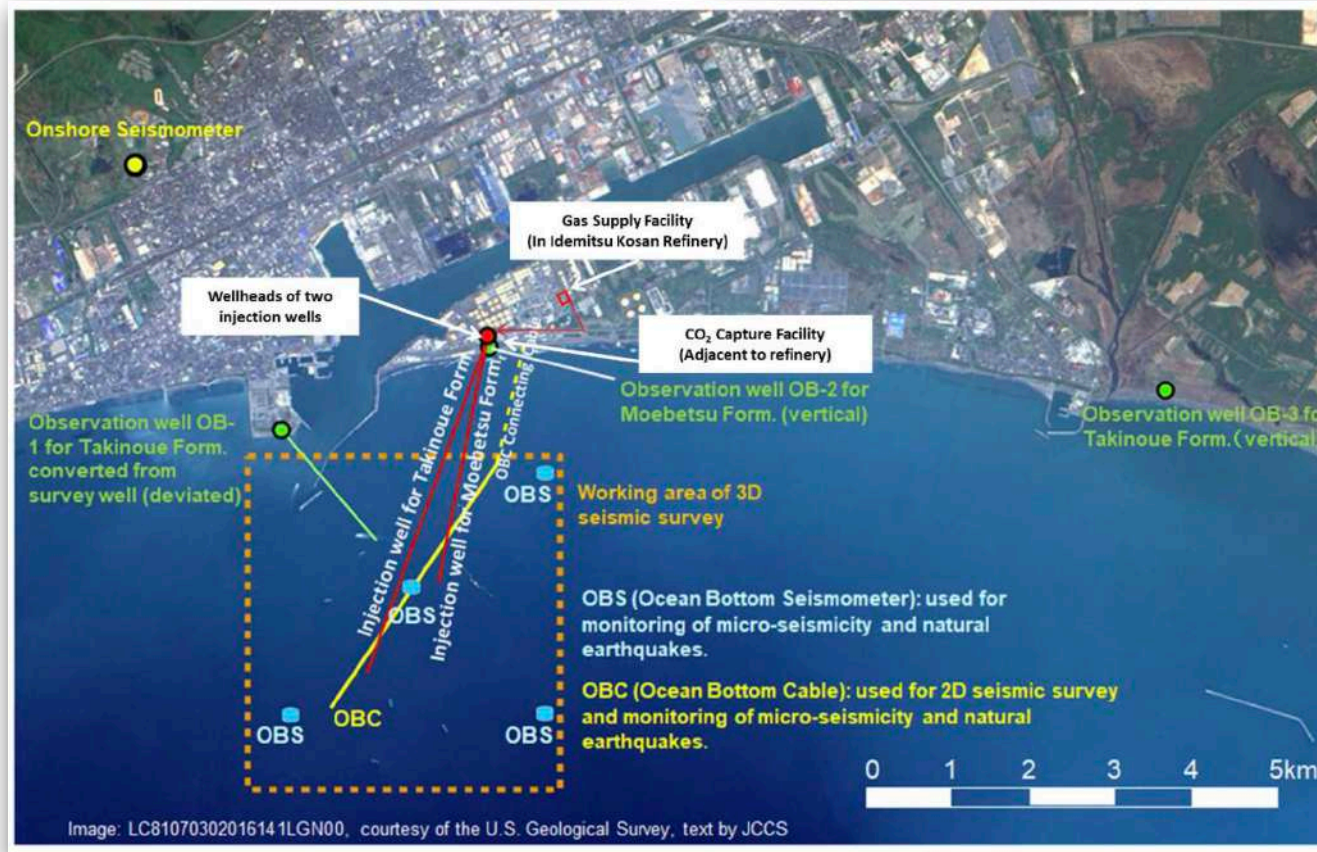 Onshore Seismometer
Gas Supply Facility
(In Idemitsu Kosan Refinery)
Wellheads of two
injection wells
CO₂ Capture Facility
(Adjacent to refinery)
Observation well OB-2 for
Moebetsu Form. (vertical)
Observation well OB-3 fo
Takinoue Form. (vertical)
Observation well OB-
1 for Takinoue Form.
converted from
survey well (deviated)
Injection well for Takinoue Form.
Injection well for Moebetsu Form.
OBC Connecting
OBS
Working area of 3D
seismic survey
OBS
OBS (Ocean Bottom Seismometer): used for
monitoring of micro-seismicity and natural
earthquakes.
OBC (Ocean Bottom Cable): used for 2D seismic survey
and monitoring of micro-seismicity and natural
earthquakes.
OBC
OBS
OBS
0 1 2 3 4 5km
Image: LC81070302016141LGN00, courtesy of the U.S. Geological Survey, text by JCCS